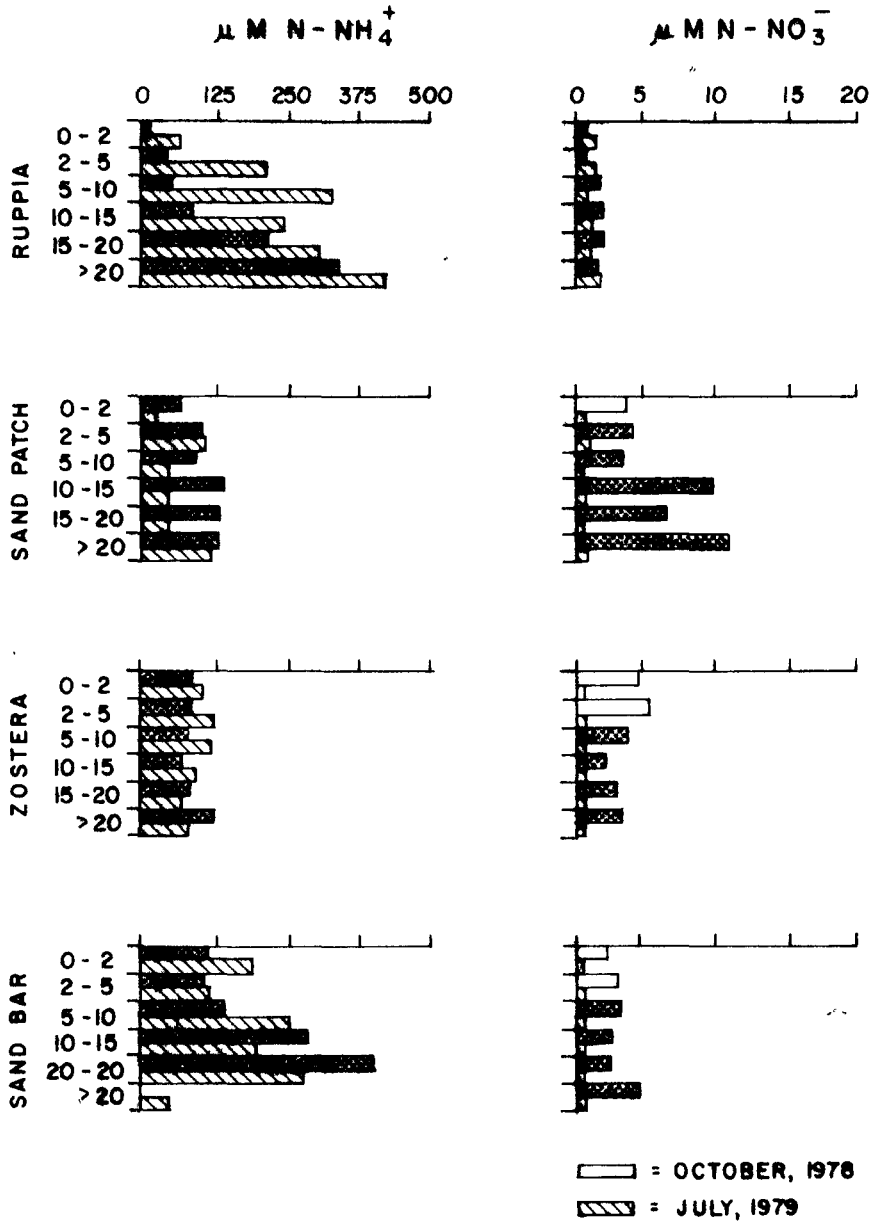 μ M N-NH4+
μ M N-NO3-
0 125 250 375 500
0 5 10 15 20
RUPPIA
0-2
2-5
5-10
10-15
15-20
>20
SAND PATCH
0-2
2-5
5-10
10-15
15-20
>20
ZOSTERA
0-2
2-5
5-10
10-15
15-20
>20
SAND BAR
0-2
2-5
5-10
10-15
20-20
>20
= OCTOBER, 1978
= JULY, 1979